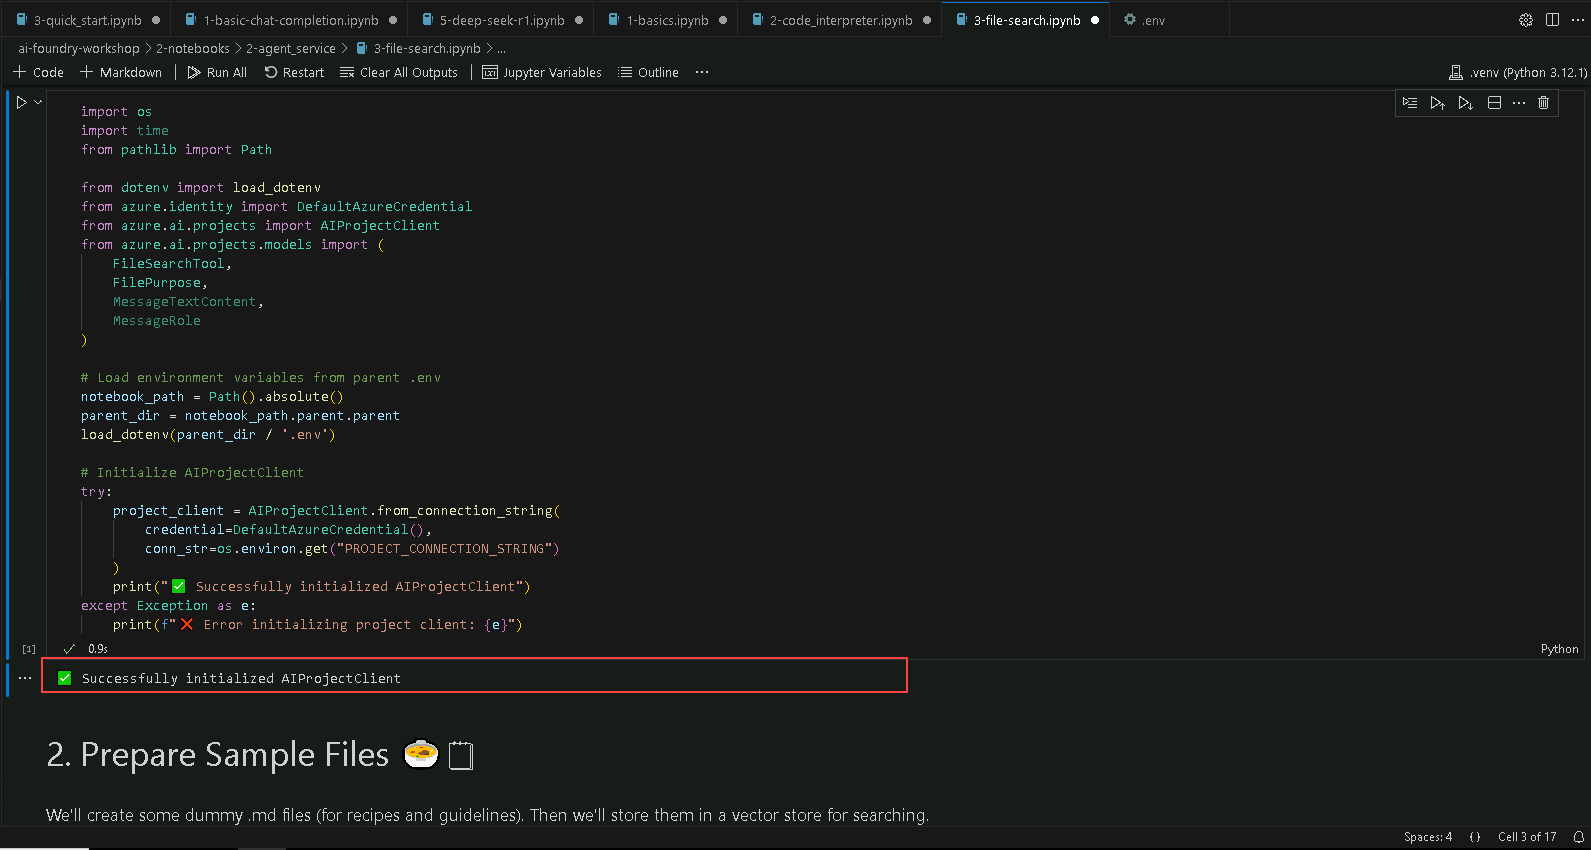 3-quick_start.ipynb
1-basic-chat-completion.ipynb
5-deep-seek-r1.ipynb
1-basics.ipynb
2-code_interpreter.ipynb
3-file-search.ipynb
.env
ai-foundry-workshop > 2-notebooks > 2-agent_service > 3-file-search.ipynb > ...
+ Code + Markdown Run All Restart Clear All Outputs Jupyter Variables Outline ... .venv (Python 3.12.1)
import os
import time
from pathlib import Path
from dotenv import load_dotenv
from azure.identity import DefaultAzureCredential
from azure.ai.projects import AIProjectClient
from azure.ai.projects.models import (
    FileSearchTool,
    FilePurpose,
    MessageTextContent,
    MessageRole
)
# Load environment variables from parent .env
notebook_path = Path().absolute()
parent_dir = notebook_path.parent.parent
load_dotenv(parent_dir / '.env')
# Initialize AIProjectClient
try:
    project_client = AIProjectClient.from_connection_string(
        credential=DefaultAzureCredential(),
        conn_str=os.environ.get("PROJECT_CONNECTION_STRING")
    )
    print("✅ Successfully initialized AIProjectClient")
except Exception as e:
    print(f"❌ Error initializing project client: {e}")
[1] ✓ 0.9s Python
... ✅ Successfully initialized AIProjectClient
2. Prepare Sample Files 🍲🗒
We'll create some dummy .md files (for recipes and guidelines). Then we'll store them in a vector store for searching.
Spaces: 4 {} Cell 3 of 17